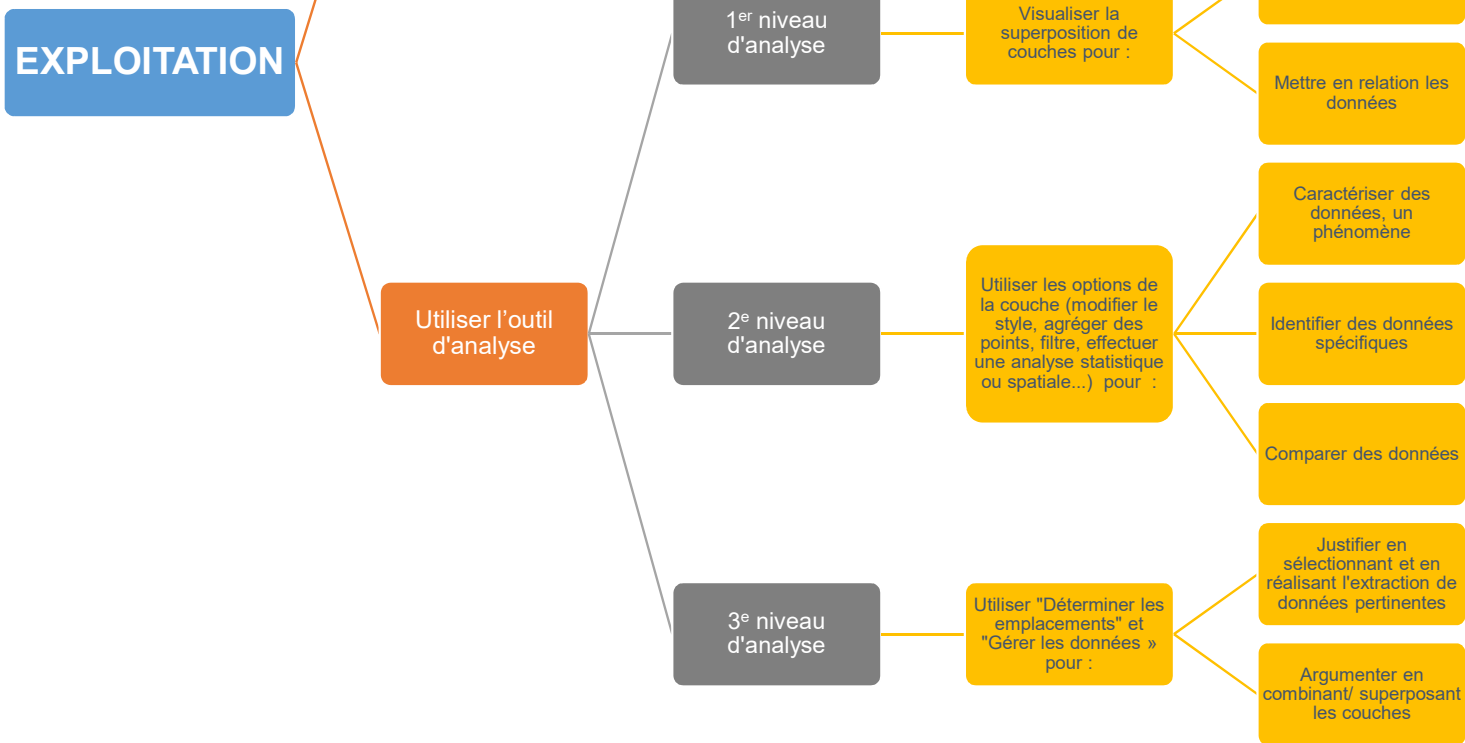 EXPLOITATION
Utiliser l’outil
d'analyse
1er niveau
d'analyse
Visualiser la
superposition de
couches pour :
Mettre en relation les
données
2e niveau
d'analyse
Utiliser les options de
la couche (modifier le
style, agréger des
points, filtre, effectuer
une analyse statistique
ou spatiale...) pour :
Caractériser des
données, un
phénomène
Identifier des données
spécifiques
Comparer des données
3e niveau
d'analyse
Utiliser "Déterminer les
emplacements" et
"Gérer les données »
pour :
Justifier en
sélectionnant et en
réalisant l'extraction de
données pertinentes
Argumenter en
combinant/ superposant
les couches